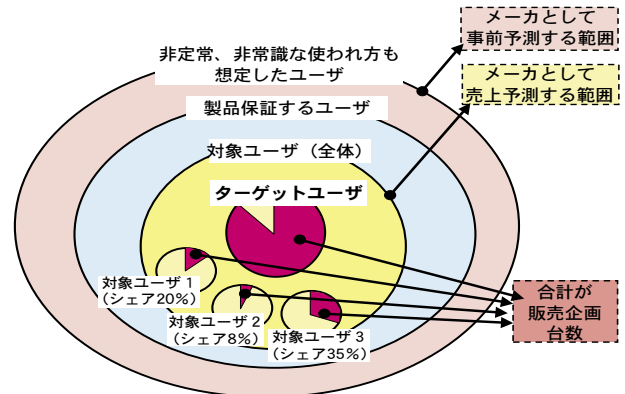 メーカとして
事前予測する範囲
非定常、非常識な使われ方も
想定したユーザ
メーカとして
売上予測する範囲
製品保証するユーザ
対象ユーザ（全体）
ターゲットユーザ
対象ユーザ１
（シェア20％）
対象ユーザ２
（シェア8％）
対象ユーザ３
（シェア35％）
合計が
販売企画
台数